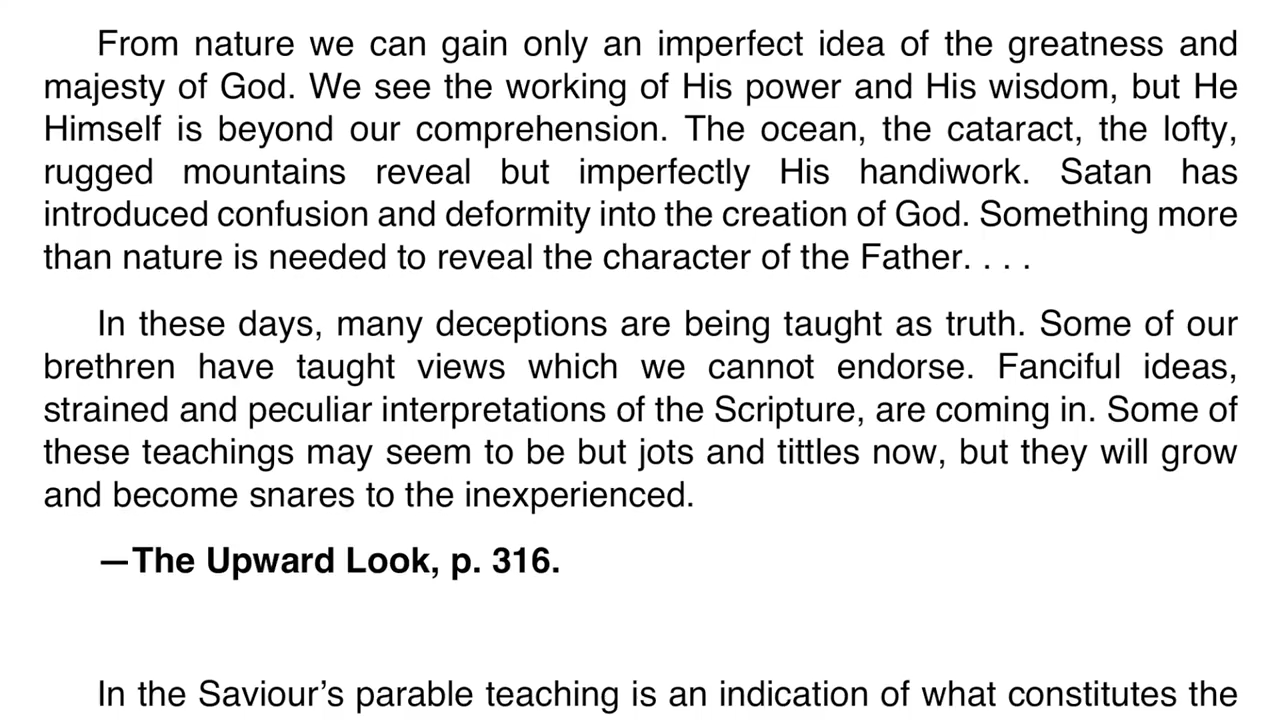 From nature we can gain only an imperfect idea of the greatness and
majesty of God. We see the working of His power and His wisdom, but He
Himself is beyond our comprehension. The ocean, the cataract, the lofty,
rugged mountains reveal but imperfectly His handiwork. Satan has
introduced confusion and deformity into the creation of God. Something more
than nature is needed to reveal the character of the Father. . . .
In these days, many deceptions are being taught as truth. Some of our
brethren have taught views which we cannot endorse. Fanciful ideas,
strained and peculiar interpretations of the Scripture, are coming in. Some of
these teachings may seem to be but jots and tittles now, but they will grow
and become snares to the inexperienced.
—The Upward Look, p. 316.
In the Saviour’s parable teaching is an indication of what constitutes the